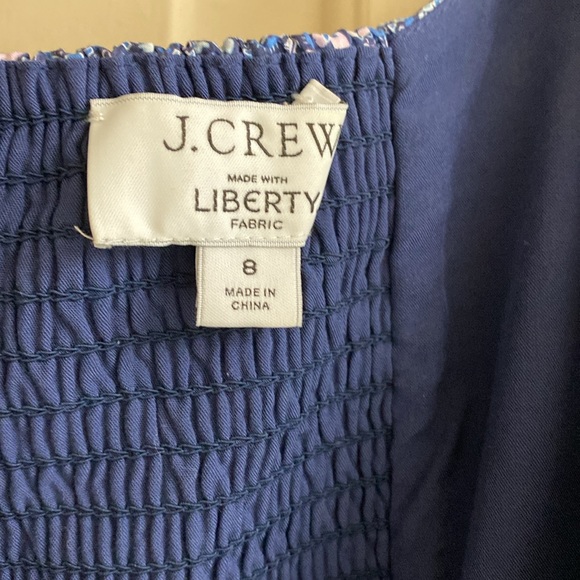 J.CREW
MADE WITH
LIBERTY
FABRIC
8
MADE IN
CHINA